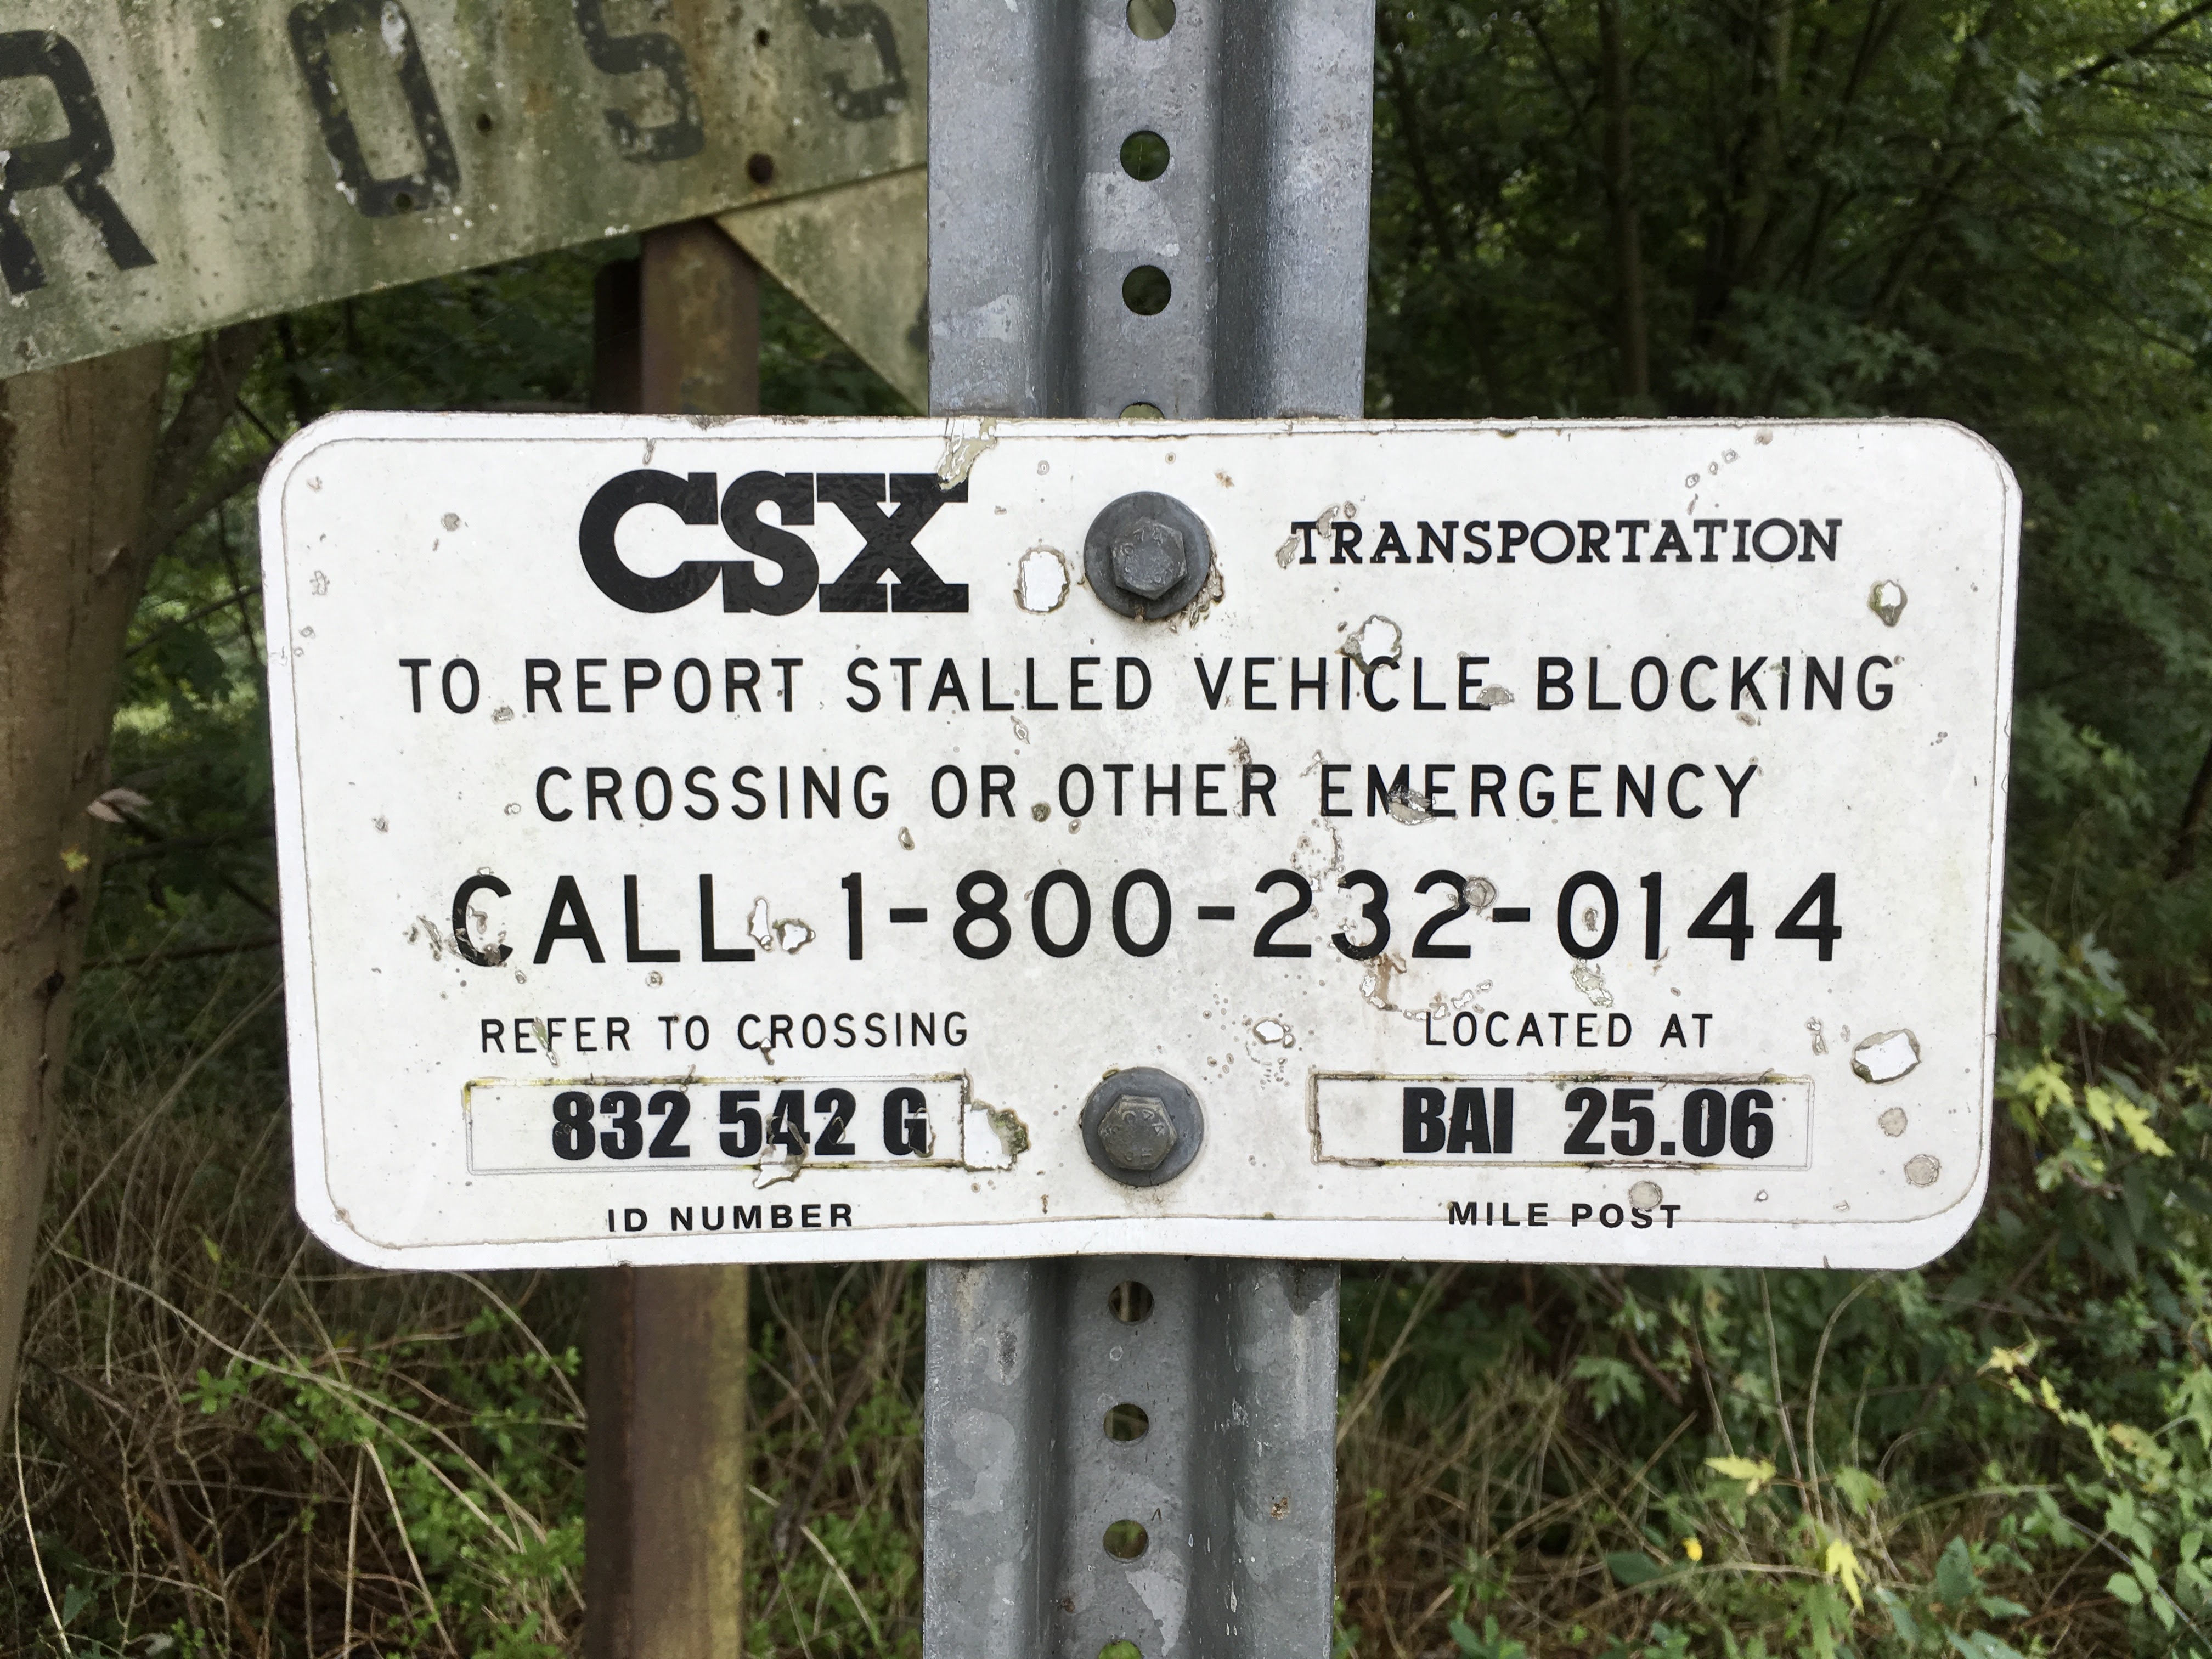 ROSS
CSX TRANSPORTATION
TO REPORT STALLED VEHICLE BLOCKING
CROSSING OR OTHER EMERGENCY
CALL 1-800-232-0144
REFER TO CROSSING LOCATED AT
832 542 G BAI 25.06
ID NUMBER MILE POST